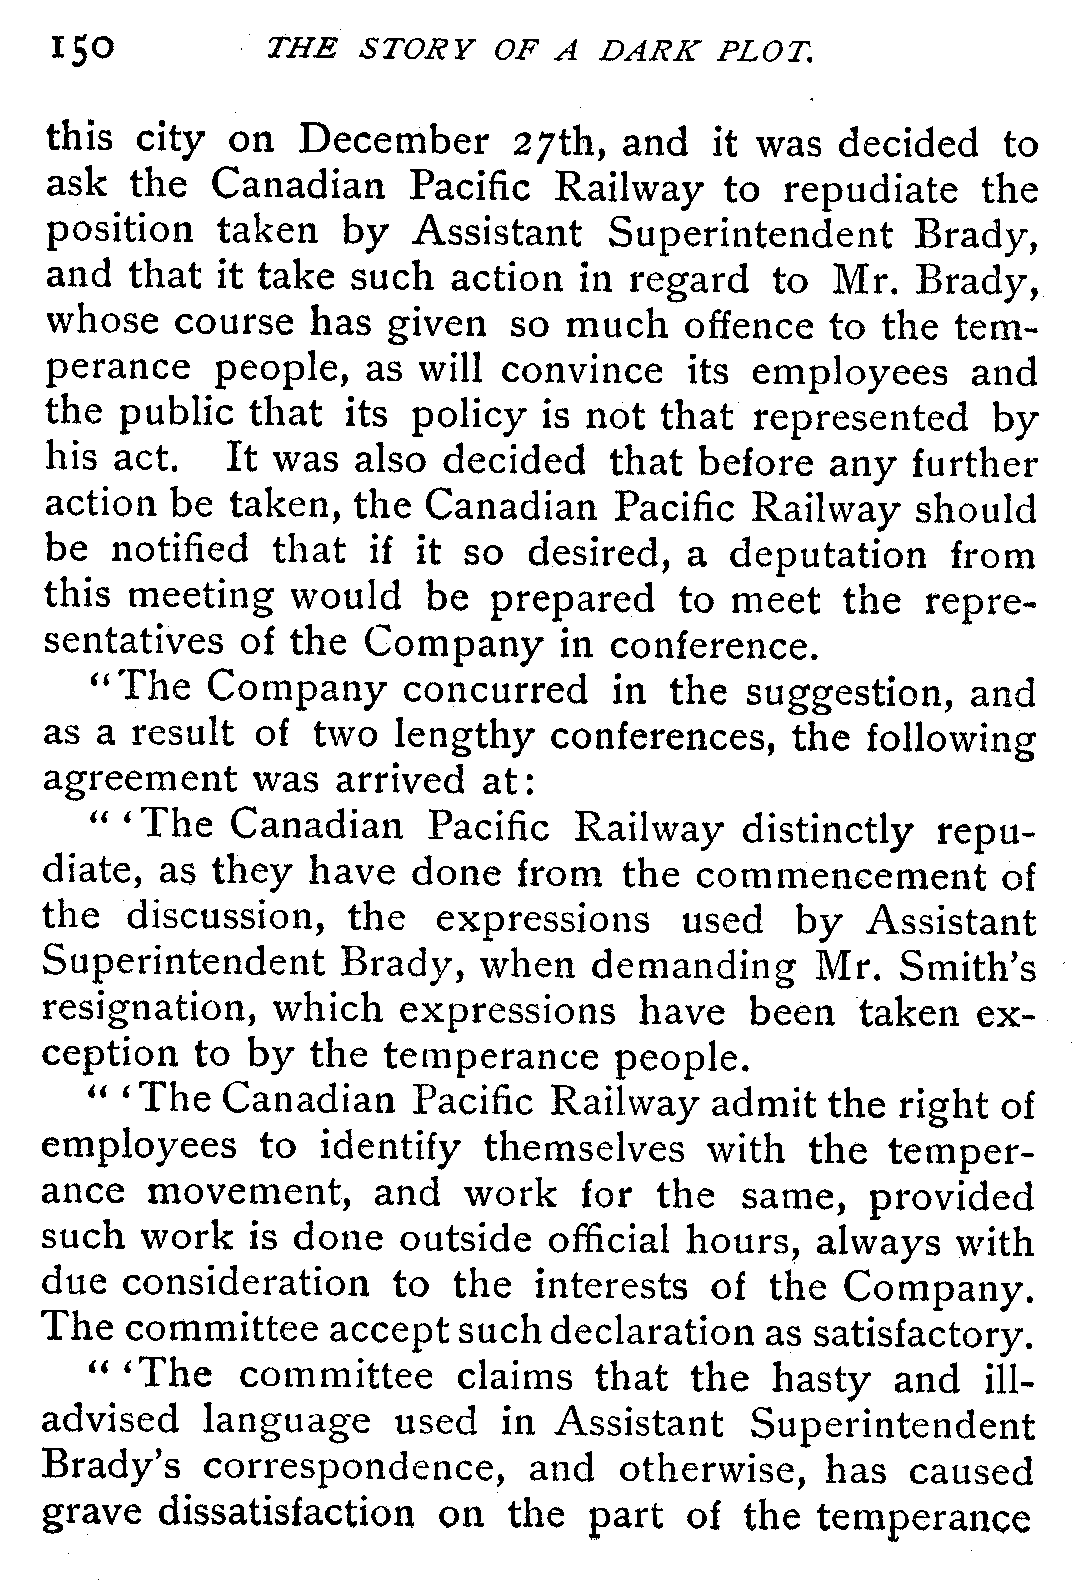 150 THE STORY OF A DARK PLOT.
this city on December 27th, and it was decided to
ask the Canadian Pacific Railway to repudiate the
position taken by Assistant Superintendent Brady,
and that it take such action in regard to Mr. Brady,
whose course has given so much offence to the tem-
perance people, as will convince its employees and
the public that its policy is not that represented by
his act. It was also decided that before any further
action be taken, the Canadian Pacific Railway should
be notified that if it so desired, a deputation from
this meeting would be prepared to meet the repre-
sentatives of the Company in conference.
“The Company concurred in the suggestion, and
as a result of two lengthy conferences, the following
agreement was arrived at:
“ ‘The Canadian Pacific Railway distinctly repu-
diate, as they have done from the commencement of
the discussion, the expressions used by Assistant
Superintendent Brady, when demanding Mr. Smith’s
resignation, which expressions have been taken ex-
ception to by the temperance people.
“ ‘The Canadian Pacific Railway admit the right of
employees to identify themselves with the temper-
ance movement, and work for the same, provided
such work is done outside official hours, always with
due consideration to the interests of the Company.
The committee accept such declaration as satisfactory.
“ ‘The committee claims that the hasty and ill-
advised language used in Assistant Superintendent
Brady’s correspondence, and otherwise, has caused
grave dissatisfaction on the part of the temperance